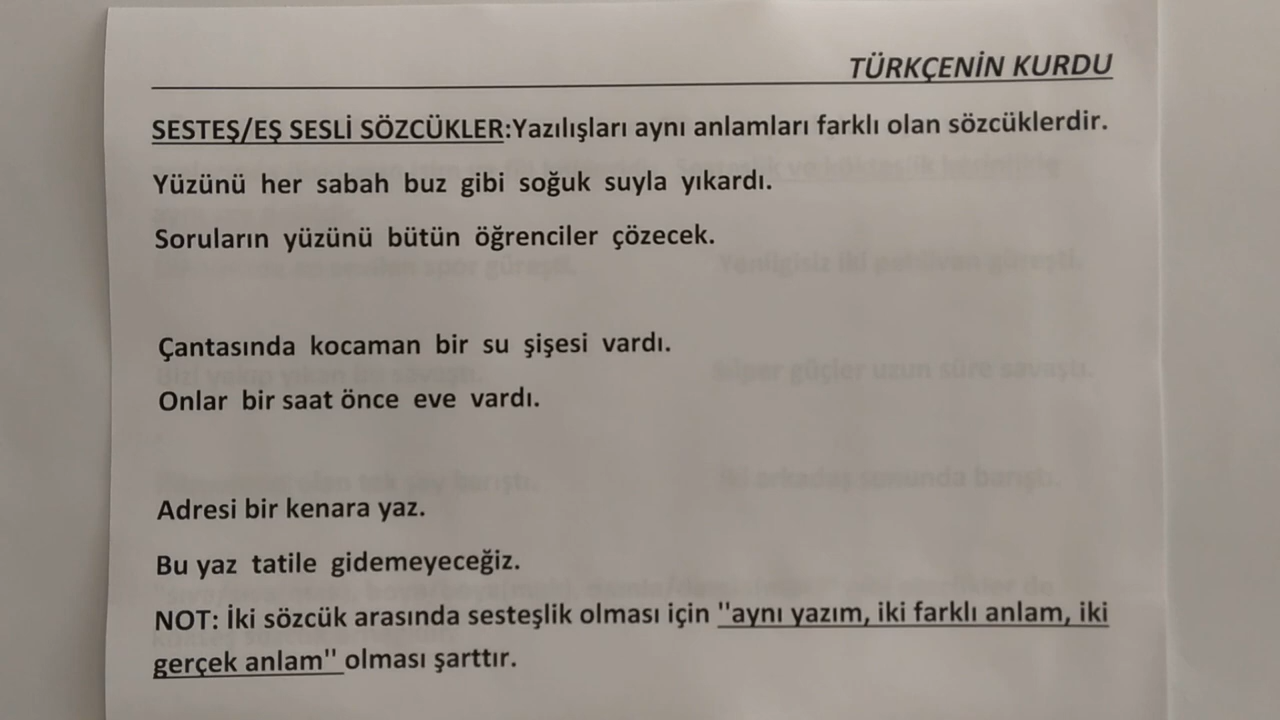 TÜRKÇENİN KURDU
SESTEŞ/EŞ SESLİ SÖZCÜKLER:Yazılışları aynı anlamları farklı olan sözcüklerdir.
Yüzünü her sabah buz gibi soğuk suyla yıkardı.
Soruların yüzünü bütün öğrenciler çözecek.
Çantasında kocaman bir su şişesi vardı.
Onlar bir saat önce eve vardı.
Adresi bir kenara yaz.
Bu yaz tatile gidemeyeceğiz.
NOT: İki sözcük arasında sesteşlik olması için ''aynı yazım, iki farklı anlam, iki
gerçek anlam'' olması şarttır.